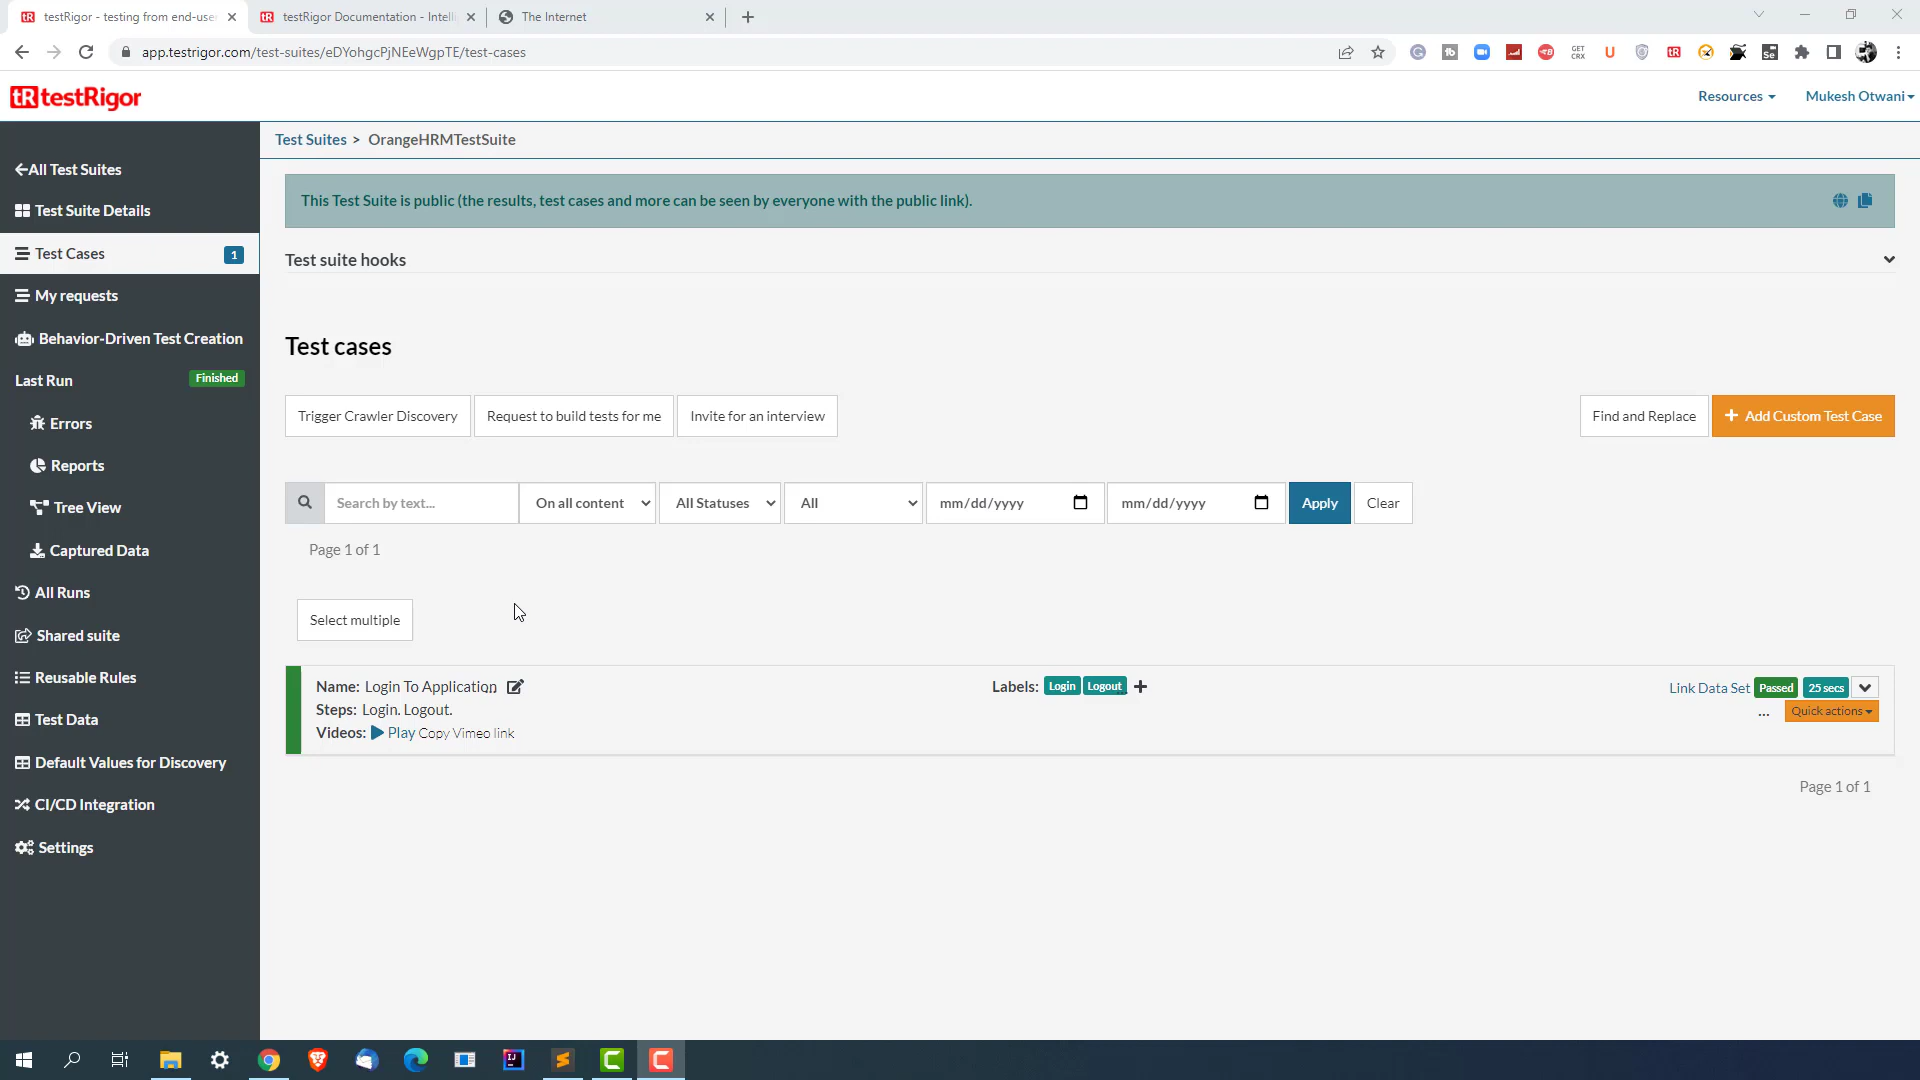 testRigor - testing from end-user
testRigor Documentation - Intelli
The Internet
app.testrigor.com/test-suites/eDYohgcPjNEeWgpTE/test-cases
GET
CRX
tR testRigor
Resources
Mukesh Otwani
All Test Suites
Test Suite Details
Test Cases
1
My requests
Behavior-Driven Test Creation
Last Run
Finished
Errors
Reports
Tree View
Captured Data
All Runs
Shared suite
Reusable Rules
Test Data
Default Values for Discovery
CI/CD Integration
Settings
Test Suites > OrangeHRMTestSuite
This Test Suite is public (the results, test cases and more can be seen by everyone with the public link).
Test suite hooks
Test cases
Trigger Crawler Discovery
Request to build tests for me
Invite for an interview
Find and Replace
+ Add Custom Test Case
Search by text...
On all content
All Statuses
All
mm/dd/yyyy
mm/dd/yyyy
Apply
Clear
Page 1 of 1
Select multiple
Name: Login To Application
Labels: Login Logout +
Link Data Set Passed 25 secs
Steps: Login. Logout.
... Quick actions
Videos: Play Copy Vimeo link
Page 1 of 1